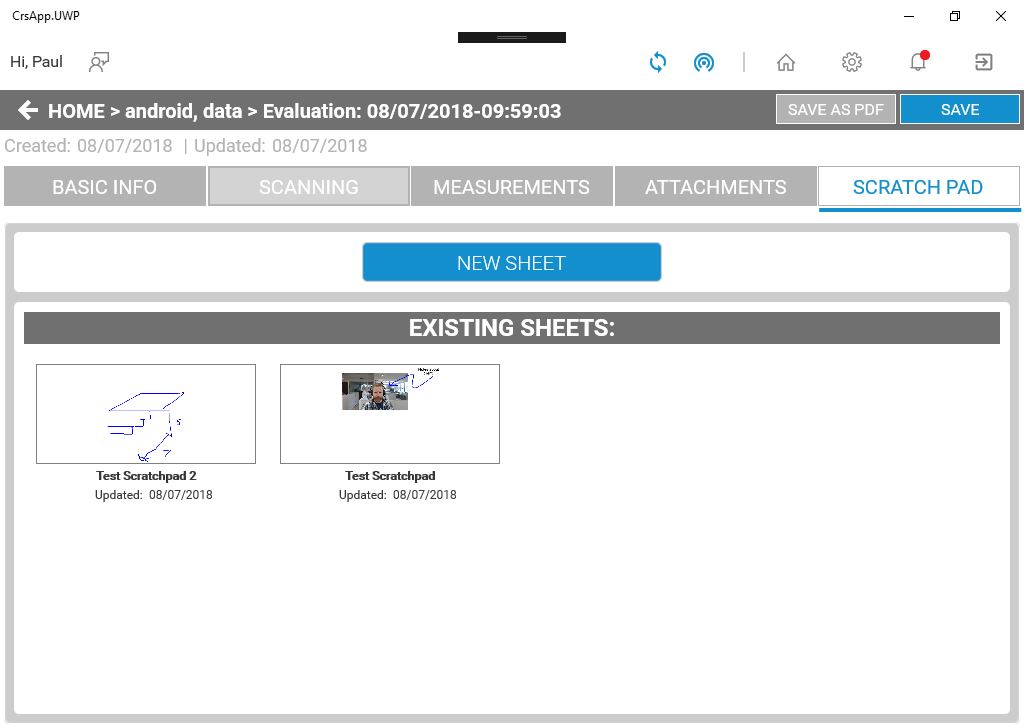 CrsApp.UWP
Hi, Paul
HOME > android, data > Evaluation: 08/07/2018-09:59:03
SAVE AS PDF
SAVE
Created: 08/07/2018 | Updated: 08/07/2018
BASIC INFO
SCANNING
MEASUREMENTS
ATTACHMENTS
SCRATCH PAD
NEW SHEET
EXISTING SHEETS:
Notes about
Test Scratchpad 2
Updated: 08/07/2018
Test Scratchpad
Updated: 08/07/2018